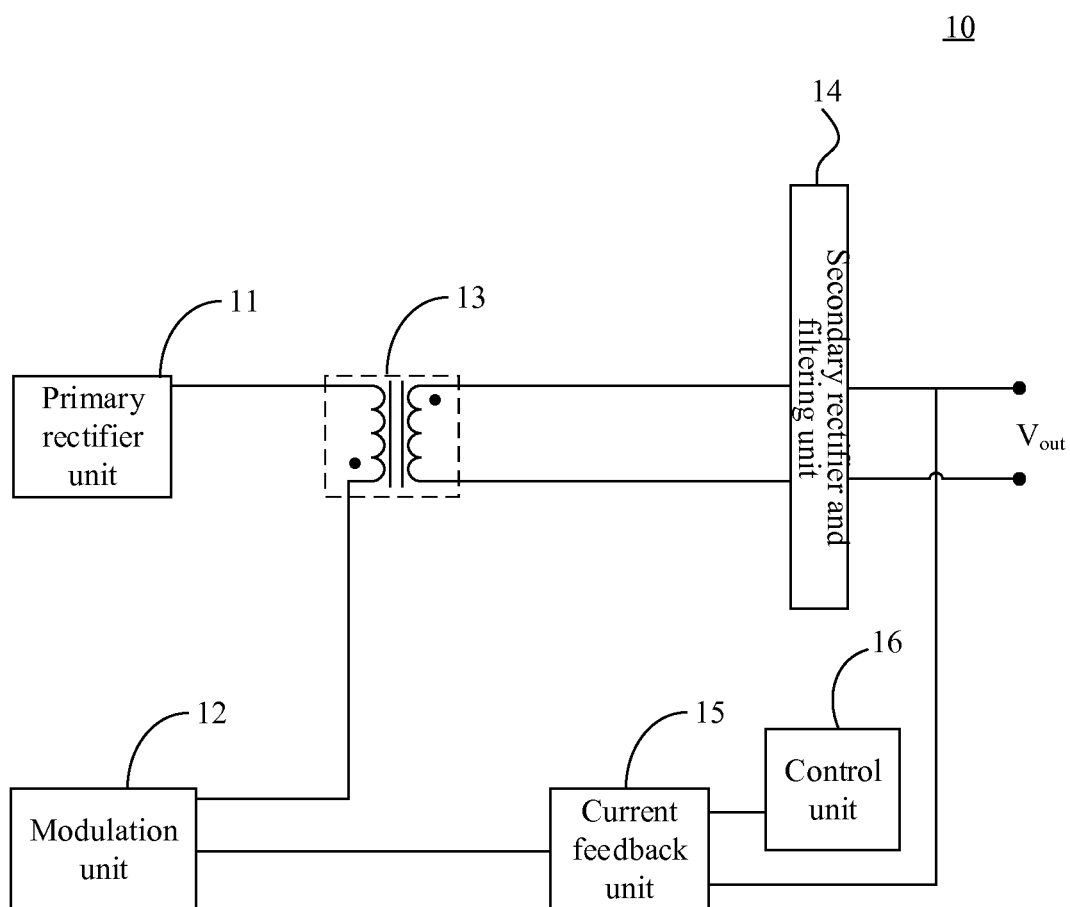 10
14
11
13
Primary
rectifier
unit
Secondary rectifier and
filtering unit
Vout
16
12
15
Control
unit
Modulation
unit
Current
feedback
unit